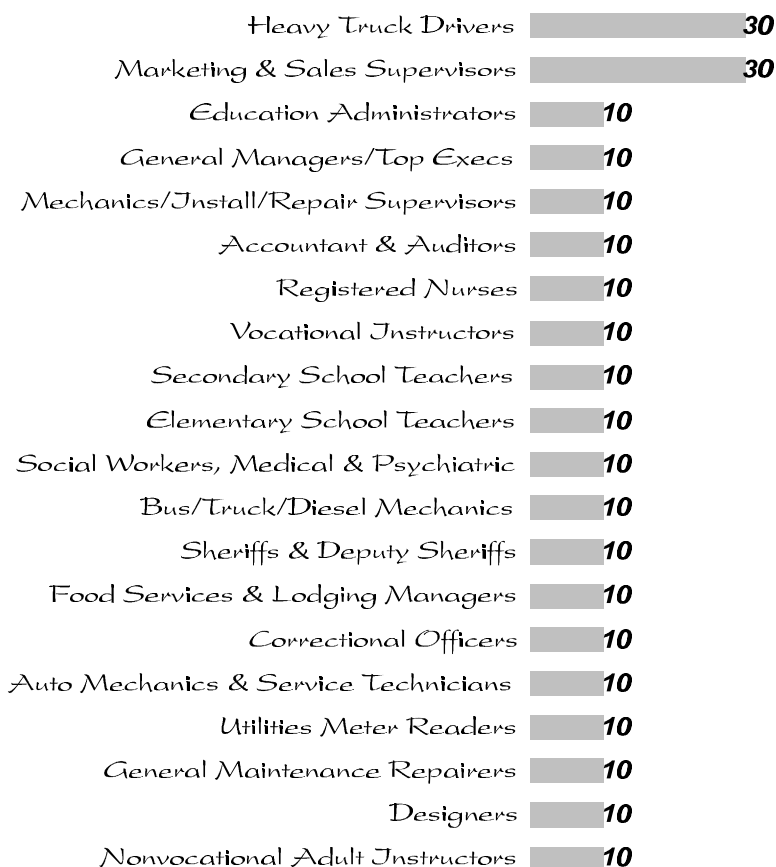 Heavy Truck Drivers 30
Marketing & Sales Supervisors 30
Education Administrators 10
General Managers/Top Execs 10
Mechanics/Install/Repair Supervisors 10
Accountant & Auditors 10
Registered Nurses 10
Vocational Instructors 10
Secondary School Teachers 10
Elementary School Teachers 10
Social Workers, Medical & Psychiatric 10
Bus/Truck/Diesel Mechanics 10
Sheriffs & Deputy Sheriffs 10
Food Services & Lodging Managers 10
Correctional Officers 10
Auto Mechanics & Service Technicians 10
Utilities Meter Readers 10
General Maintenance Repairers 10
Designers 10
Nonvocational Adult Instructors 10